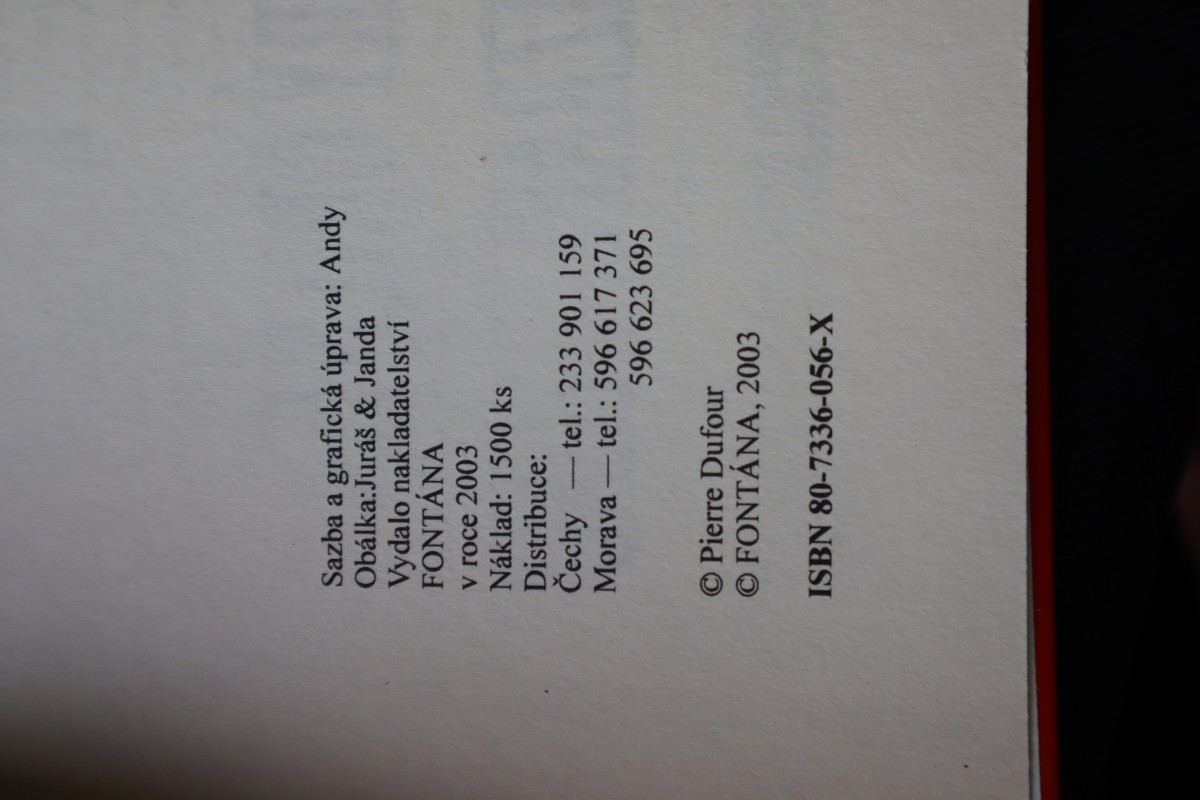 Sazba a grafická úprava: Andy
Obálka:Juráš & Janda
Vydalo nakladatelství
FONTÁNA
v roce 2003
Náklad: 1500 ks
Distribuce:
Čechy — tel.: 233 901 159
Morava — tel.: 596 617 371
596 623 695
© Pierre Dufour
© FONTÁNA, 2003
ISBN 80-7336-056-X